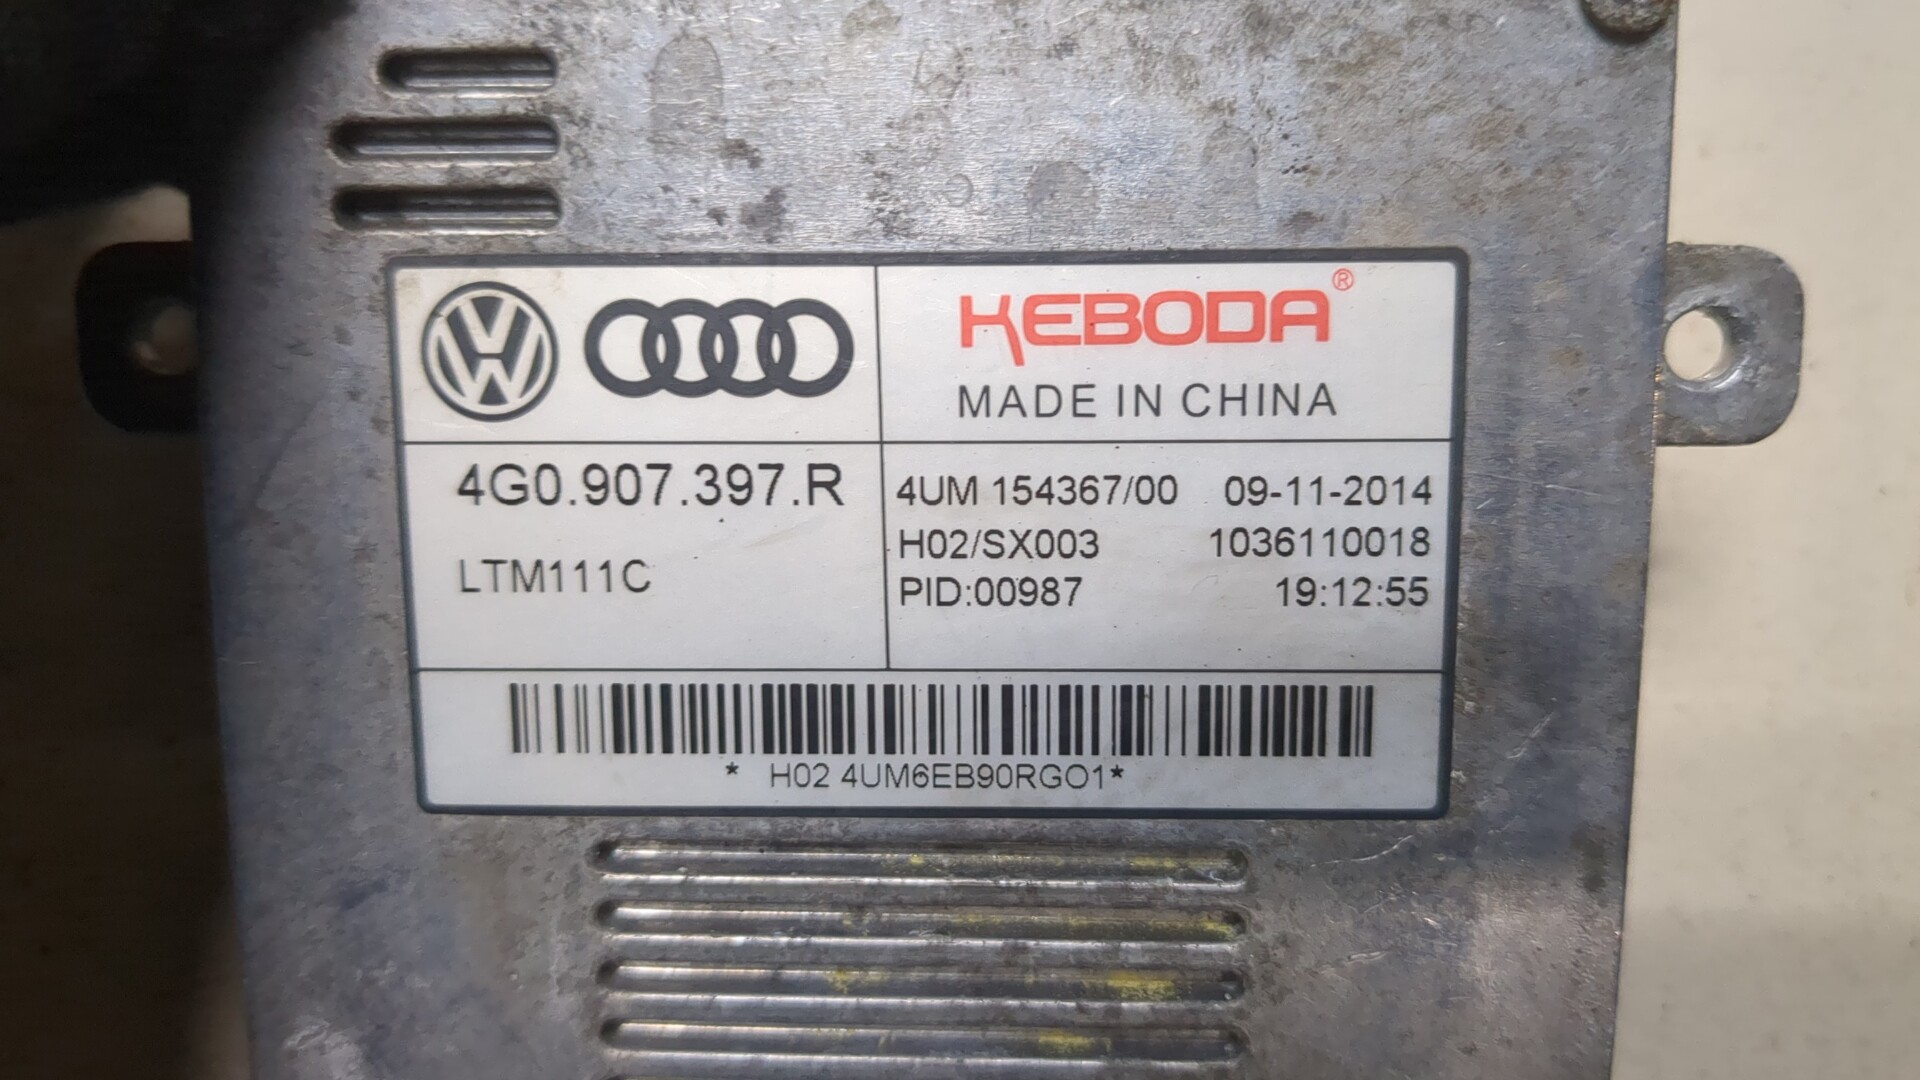 KEBODA®
MADE IN CHINA
4G0.907.397.R
LTM111C
4UM 154367/00 09-11-2014
H02/SX003 1036110018
PID:00987 19:12:55
* H02 4UM6EB90RGO1*